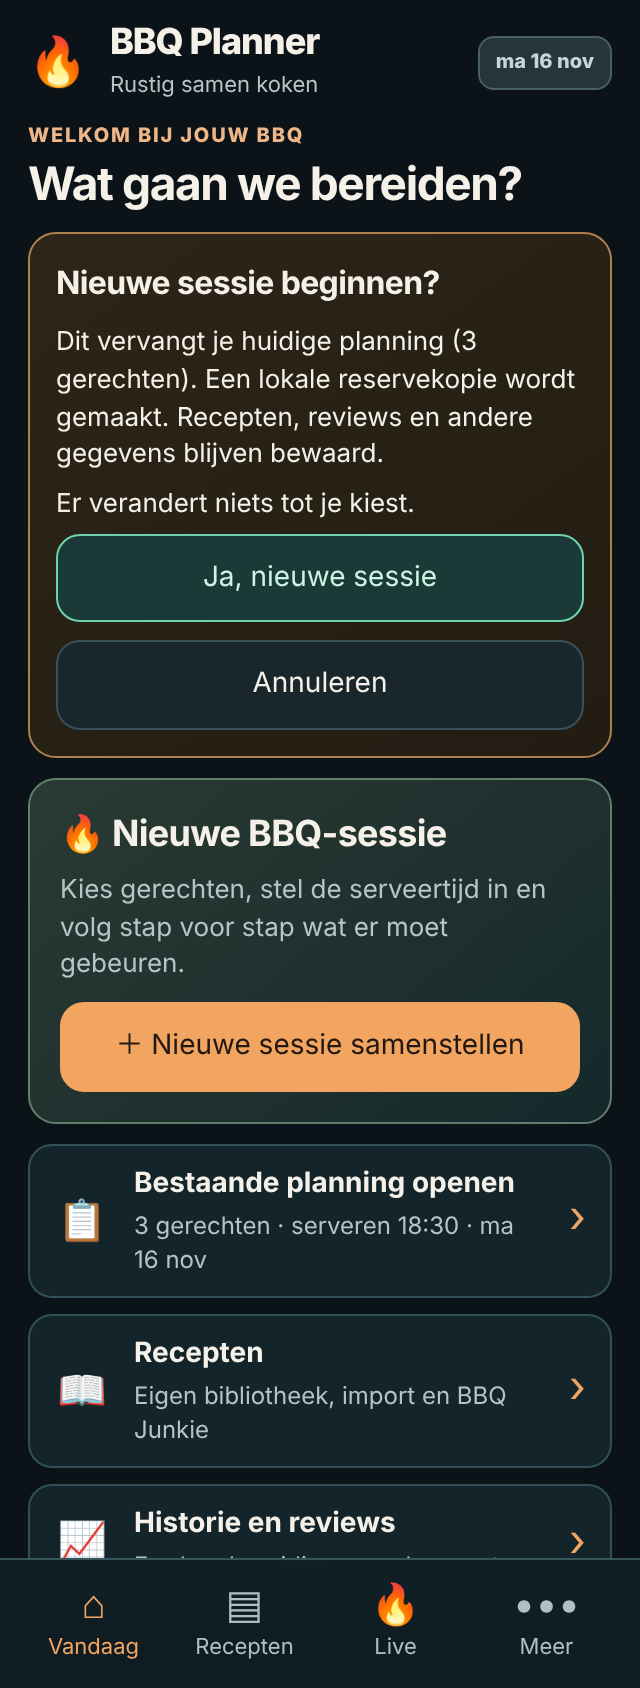 BBQ Planner
Rustig samen koken
ma 16 nov
WELKOM BIJ JOUW BBQ
Wat gaan we bereiden?
Nieuwe sessie beginnen?
Dit vervangt je huidige planning (3
gerechten). Een lokale reservekopie wordt
gemaakt. Recepten, reviews en andere
gegevens blijven bewaard.
Er verandert niets tot je kiest.
Ja, nieuwe sessie
Annuleren
🔥 Nieuwe BBQ-sessie
Kies gerechten, stel de serveertijd in en
volg stap voor stap wat er moet
gebeuren.
＋ Nieuwe sessie samenstellen
Bestaande planning openen
3 gerechten · serveren 18:30 · ma
16 nov
Recepten
Eigen bibliotheek, import en BBQ
Junkie
Historie en reviews
Vandaag
Recepten
Live
Meer